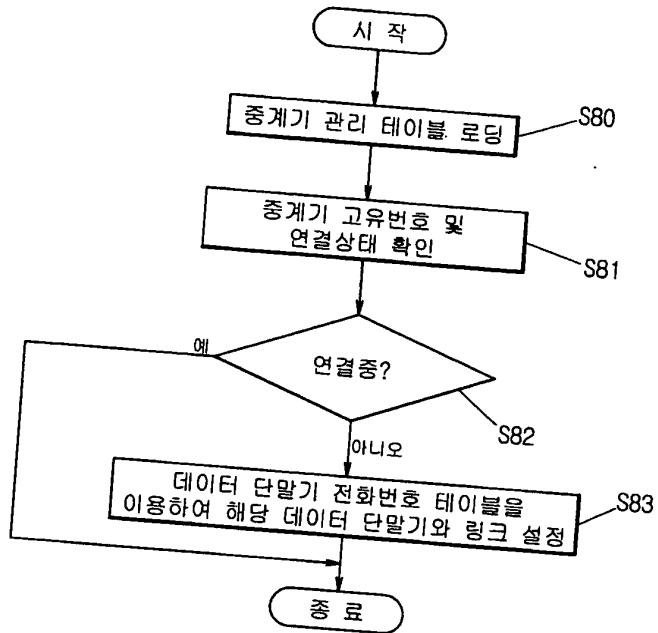 시 작
중계기 관리 테이블 로딩
S80
중계기 고유번호 및
연결상태 확인
S81
예
연결중?
S82
아니오
데이터 단말기 전화번호 테이블을
이용하여 해당 데이터 단말기와 링크 설정
S83
종 료